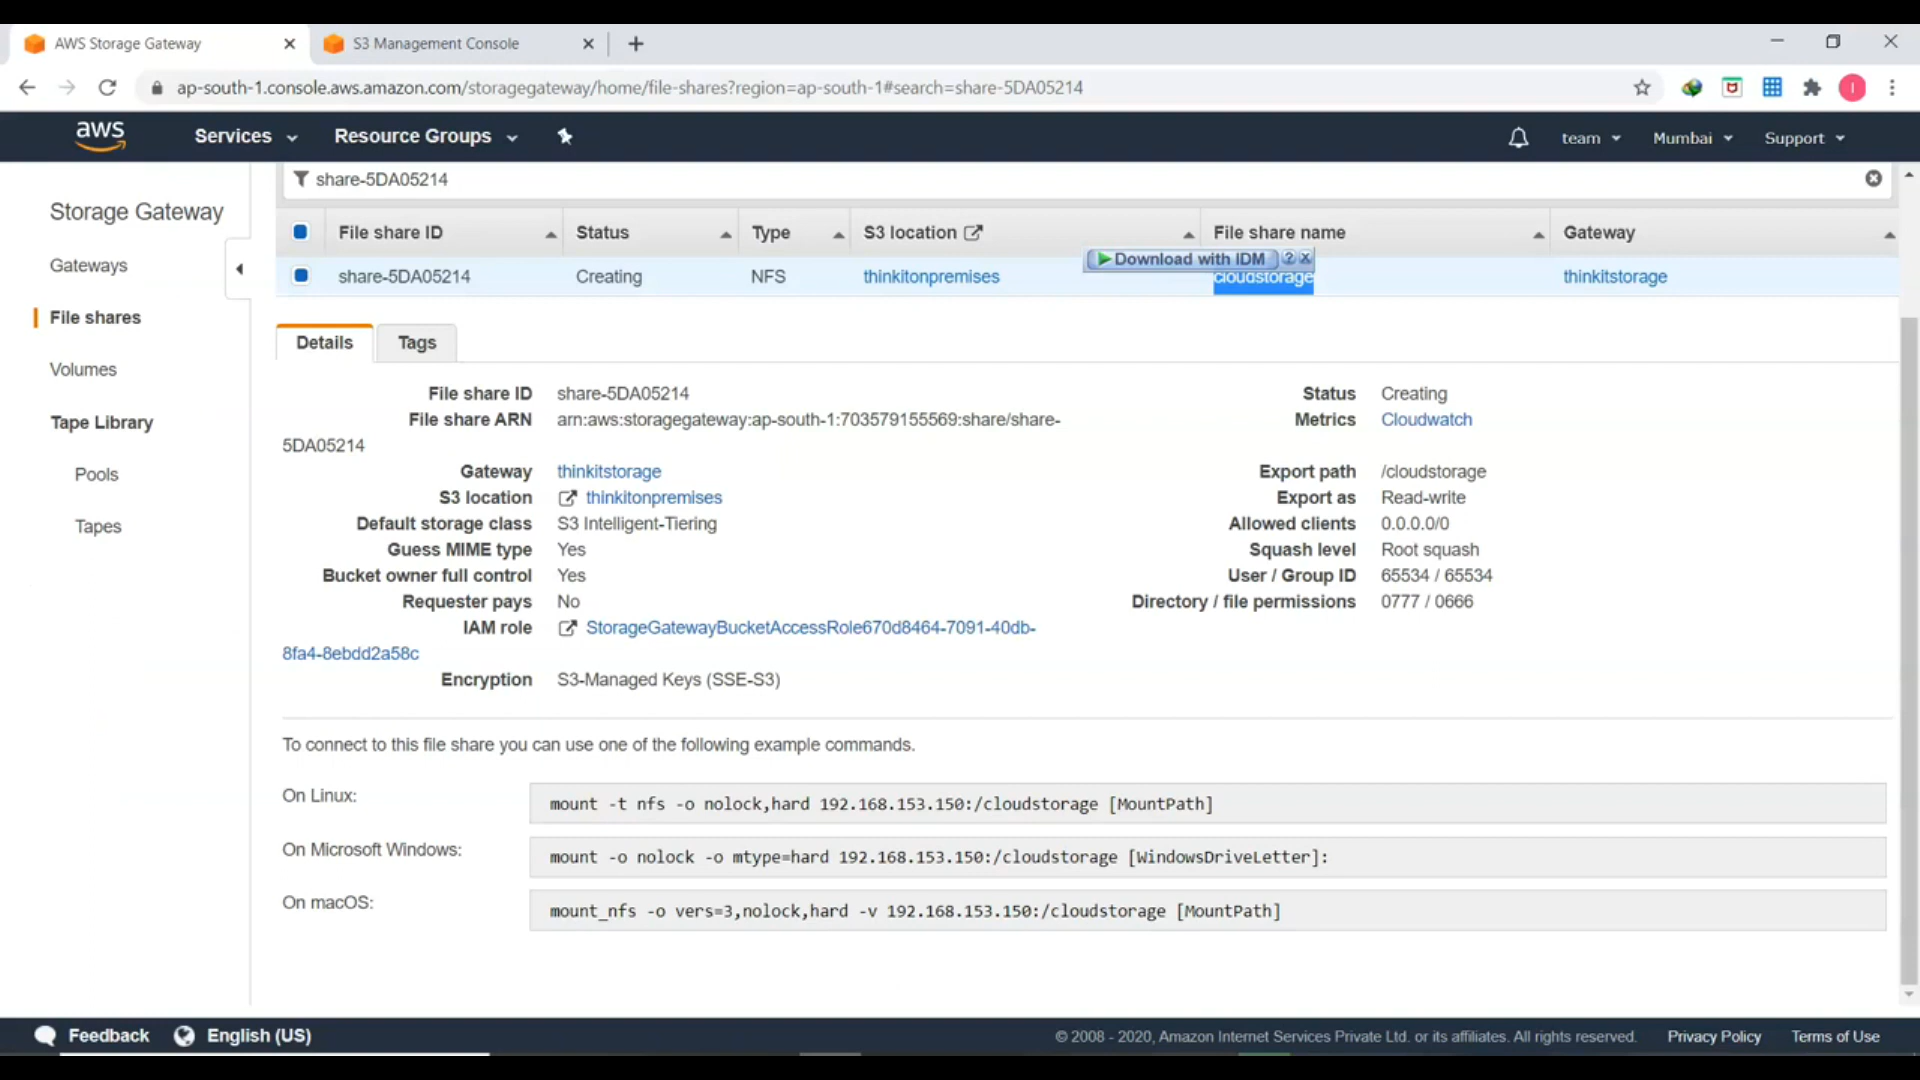 AWS Storage Gateway
S3 Management Console
ap-south-1.console.aws.amazon.com/storagegateway/home/file-shares?region=ap-south-1#search=share-5DA05214
I
aws
Services
Resource Groups
team
Mumbai
Support
Storage Gateway
Gateways
File shares
Volumes
Tape Library
Pools
Tapes
share-5DA05214
File share ID Status Type S3 location File share name Gateway
Download with IDM ?
share-5DA05214 Creating NFS thinkitonpremises cloudstorage thinkitstorage
Details Tags
File share ID share-5DA05214
File share ARN arn:aws:storagegateway:ap-south-1:703579155569:share/share-
5DA05214
Gateway thinkitstorage
S3 location thinkitonpremises
Default storage class S3 Intelligent-Tiering
Guess MIME type Yes
Bucket owner full control Yes
Requester pays No
IAM role StorageGatewayBucketAccessRole670d8464-7091-40db-
8fa4-8ebdd2a58c
Encryption S3-Managed Keys (SSE-S3)
Status Creating
Metrics Cloudwatch
Export path /cloudstorage
Export as Read-write
Allowed clients 0.0.0.0/0
Squash level Root squash
User / Group ID 65534 / 65534
Directory / file permissions 0777 / 0666
To connect to this file share you can use one of the following example commands.
On Linux: mount -t nfs -o nolock,hard 192.168.153.150:/cloudstorage [MountPath]
On Microsoft Windows: mount -o nolock -o mtype=hard 192.168.153.150:/cloudstorage [WindowsDriveLetter]:
On macOS: mount_nfs -o vers=3,nolock,hard -v 192.168.153.150:/cloudstorage [MountPath]
Feedback English (US)
© 2008 - 2020, Amazon Internet Services Private Ltd. or its affiliates. All rights reserved. Privacy Policy Terms of Use